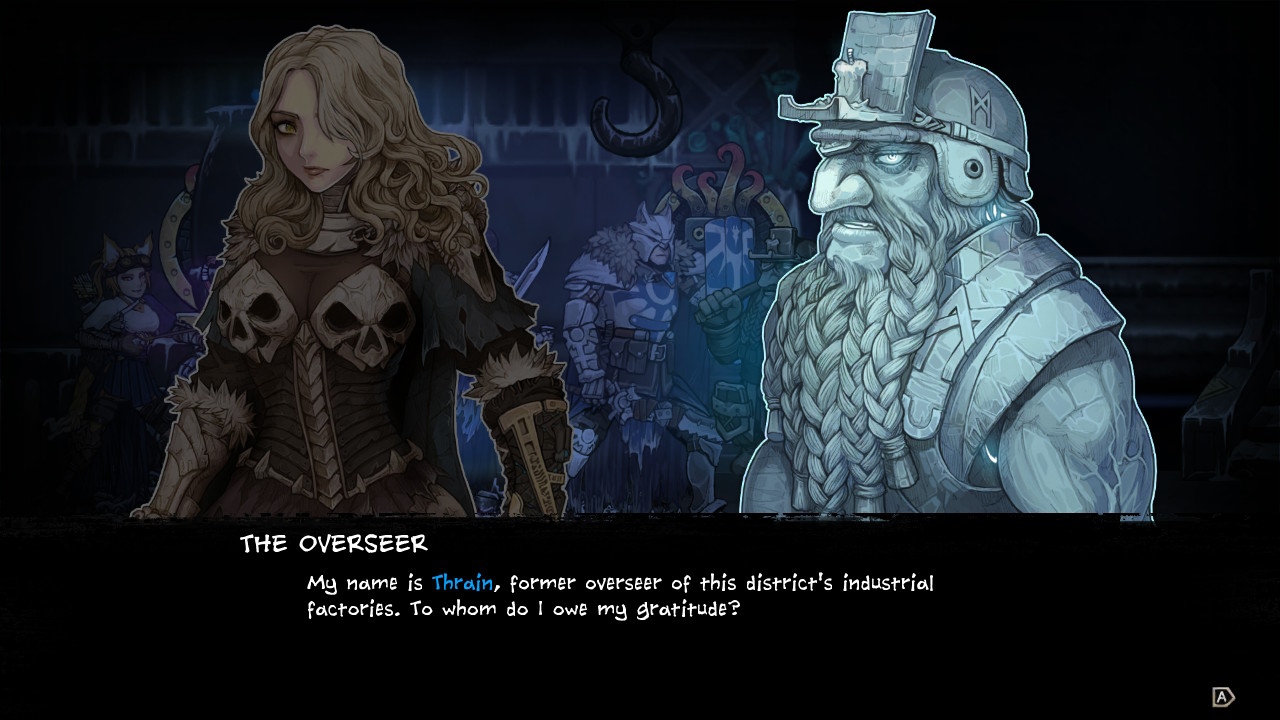 THE OVERSEER
My name is Thrain, former overseer of this district's industrial
factories. To whom do I owe my gratitude?
A